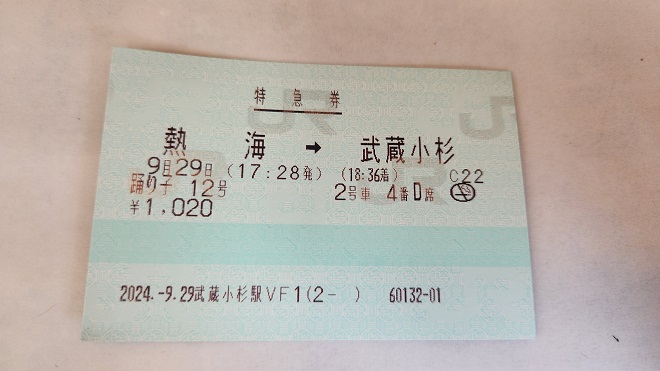 特急券
熱海 → 武蔵小杉
9月29日 (17:28発) (18:36着) C22
踊り子 12号 2号車 4番D席
￥1,020
2024.-9.29武蔵小杉駅VF1(2- ) 60132-01